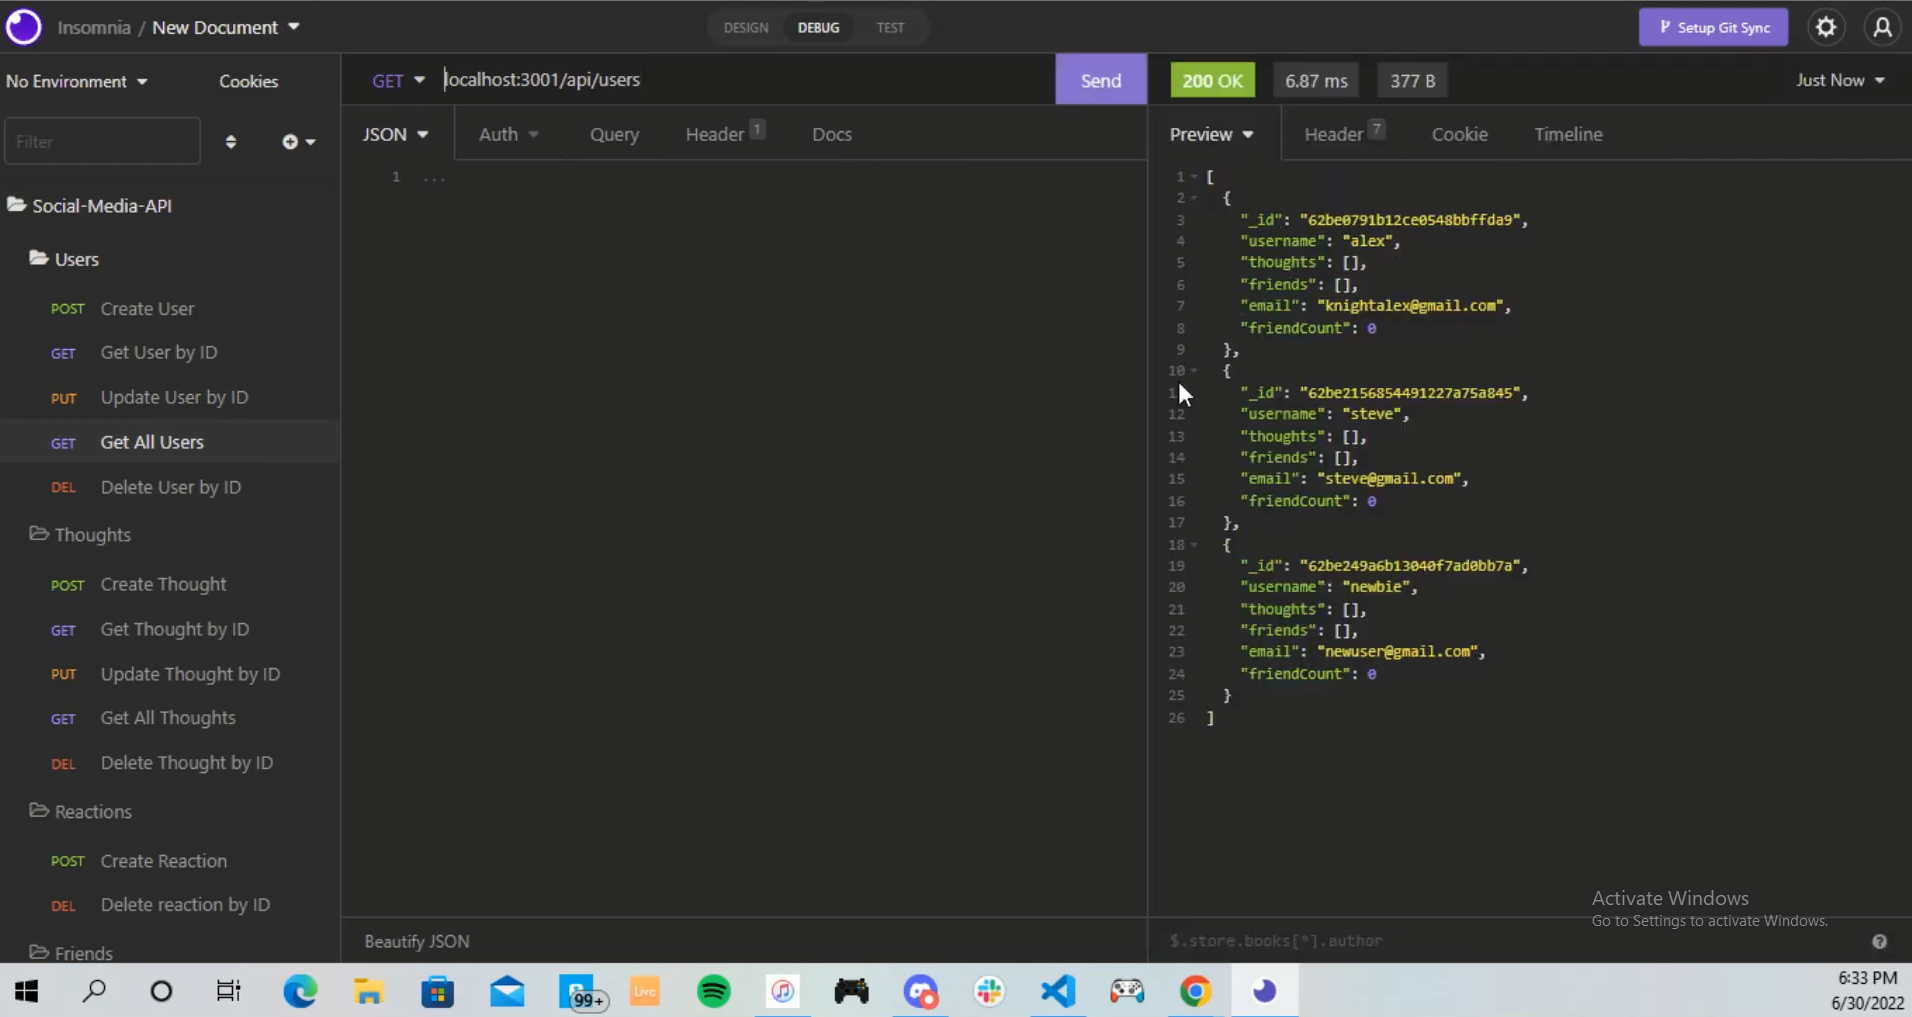 Insomnia / New Document
DESIGN DEBUG TEST
Setup Git Sync
No Environment
Cookies
GET localhost:3001/api/users
Send
200 OK 6.87 ms 377 B
Just Now
Filter
JSON Auth Query Header 1 Docs
Preview Header 7 Cookie Timeline
Social-Media-API
Users
POST Create User
GET Get User by ID
PUT Update User by ID
GET Get All Users
DEL Delete User by ID
Thoughts
POST Create Thought
GET Get Thought by ID
PUT Update Thought by ID
GET Get All Thoughts
DEL Delete Thought by ID
Reactions
POST Create Reaction
DEL Delete reaction by ID
Friends
1 ...
Beautify JSON
1 [
2 {
3 "_id": "62be0791b12ce0548bbffda9",
4 "username": "alex",
5 "thoughts": [],
6 "friends": [],
7 "email": "knightalex@gmail.com",
8 "friendCount": 0
9 },
10 {
"_id": "62be2156854491227a75a845",
12 "username": "steve",
13 "thoughts": [],
14 "friends": [],
15 "email": "steve@gmail.com",
16 "friendCount": 0
17 },
18 {
19 "_id": "62be249a6b13040f7ad0bb7a",
20 "username": "newbie",
21 "thoughts": [],
22 "friends": [],
23 "email": "newuser@gmail.com",
24 "friendCount": 0
25 }
26 ]
Activate Windows
Go to Settings to activate Windows.
$.store.books[*].author
99+
Live
6:33 PM
6/30/2022